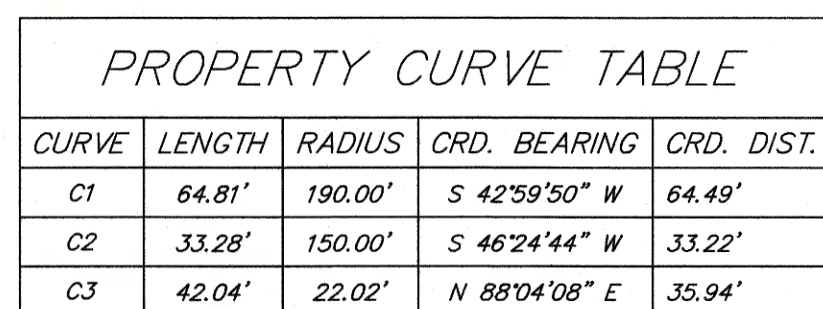 PROPERTY CURVE TABLE
CURVE LENGTH RADIUS CRD. BEARING CRD. DIST.
C1 64.81' 190.00' S 42°59'50" W 64.49'
C2 33.28' 150.00' S 46°24'44" W 33.22'
C3 42.04' 22.02' N 88°04'08" E 35.94'